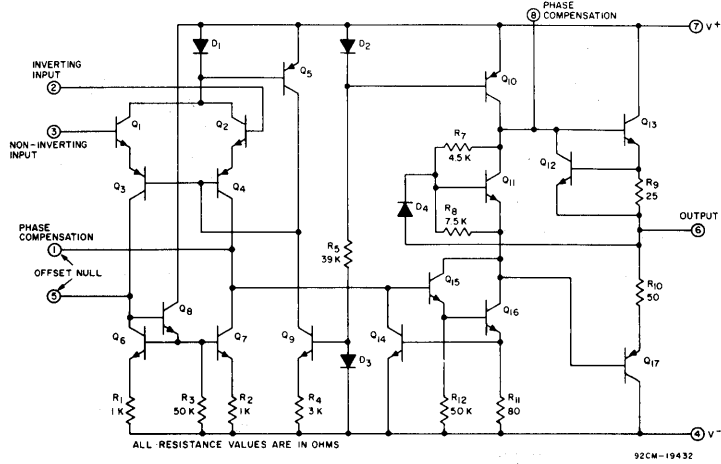 PHASE
COMPENSATION
8
7 V+
D1
D2
INVERTING
INPUT
2
Q5
Q10
3
Q1
Q2
Q13
NON-INVERTING
INPUT
R7
4.5 K
Q12
Q3
Q4
Q11
R9
25
D4
R8
7.5 K
OUTPUT
6
PHASE
COMPENSATION
1
R5
39 K
OFFSET NULL
5
Q15
R10
50
Q8
Q6
Q7
Q9
Q14
Q16
Q17
D3
R1
1 K
R3
50 K
R2
1K
R4
3 K
R12
50 K
R11
80
4 V-
ALL RESISTANCE VALUES ARE IN OHMS
92CM-19432